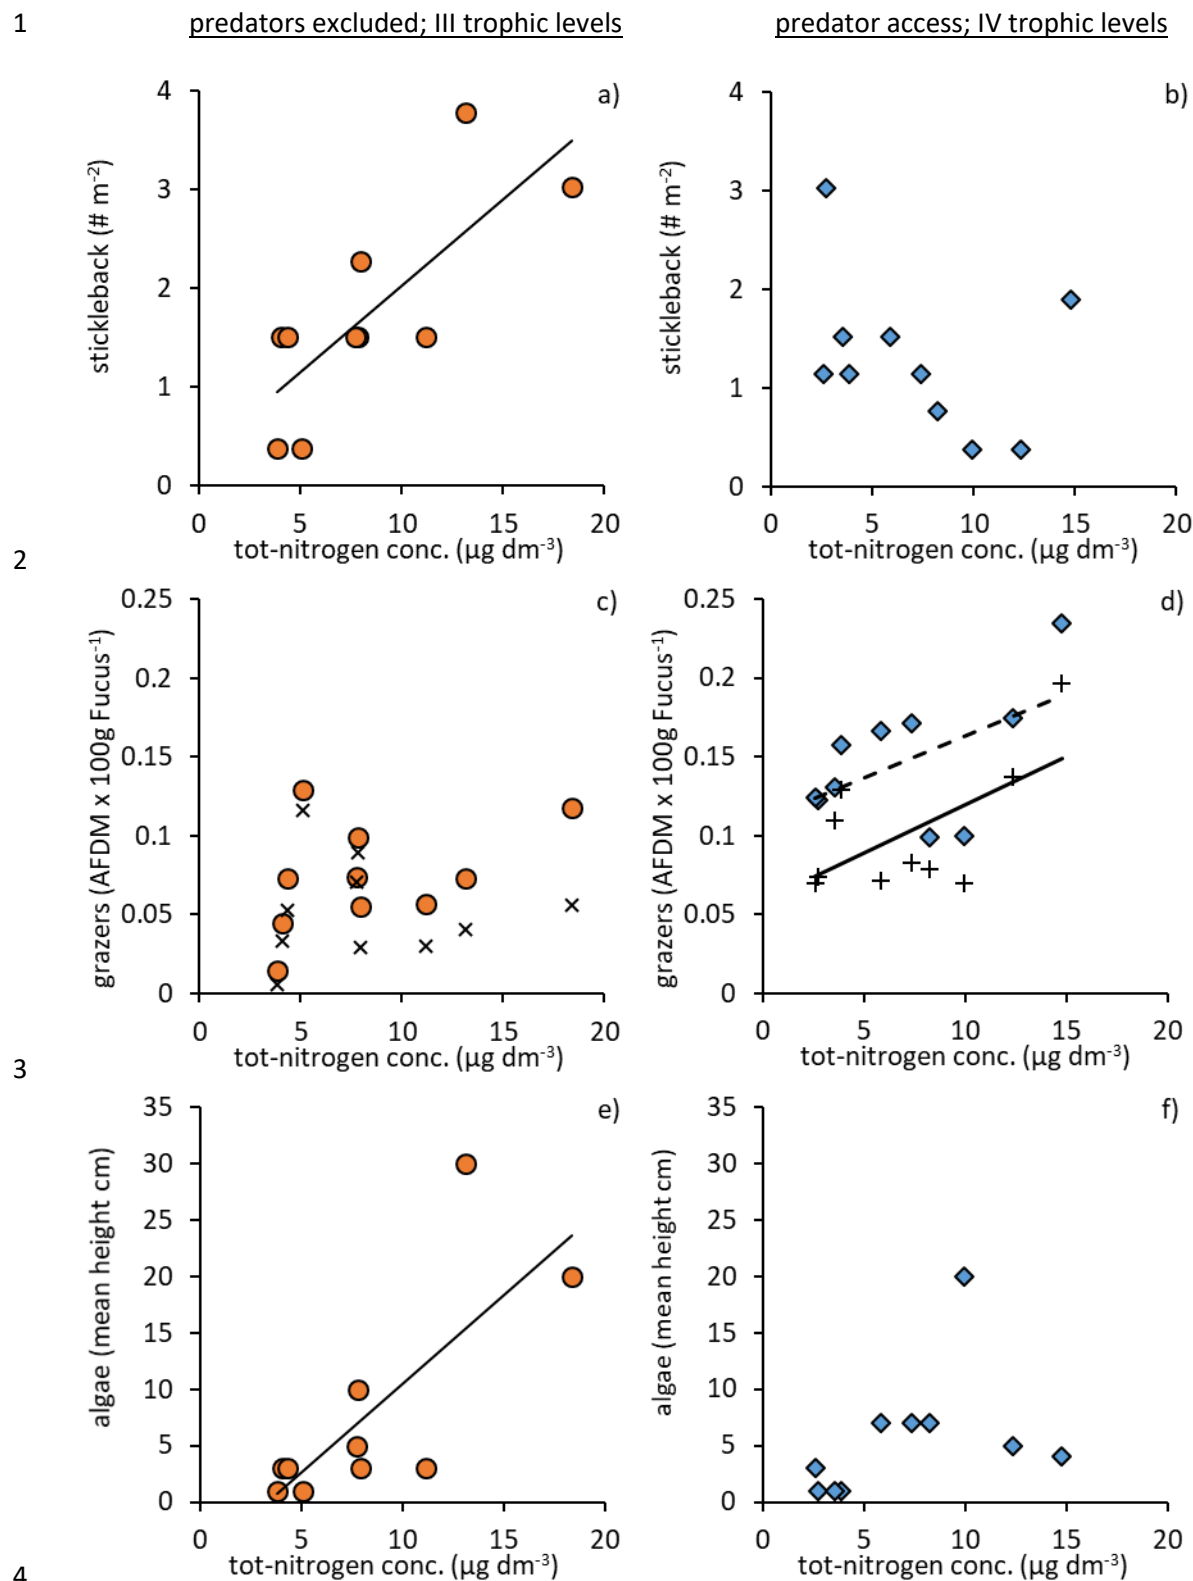 1
predators excluded; III trophic levels
predator access; IV trophic levels
a)
stickleback (# m⁻²)
4
3
2
1
0
0 5 10 15 20
tot-nitrogen conc. (µg dm⁻³)
b)
stickleback (# m⁻²)
4
3
2
1
0
0 5 10 15 20
tot-nitrogen conc. (µg dm⁻³)
2
c)
grazers (AFDM x 100g Fucus⁻¹)
0.25
0.2
0.15
0.1
0.05
0
0 5 10 15 20
tot-nitrogen conc. (µg dm⁻³)
d)
grazers (AFDM x 100g Fucus⁻¹)
0.25
0.2
0.15
0.1
0.05
0
0 5 10 15 20
tot-nitrogen conc. (µg dm⁻³)
3
e)
algae (mean height cm)
35
30
25
20
15
10
5
0
0 5 10 15 20
tot-nitrogen conc. (µg dm⁻³)
f)
algae (mean height cm)
35
30
25
20
15
10
5
0
0 5 10 15 20
tot-nitrogen conc. (µg dm⁻³)
4